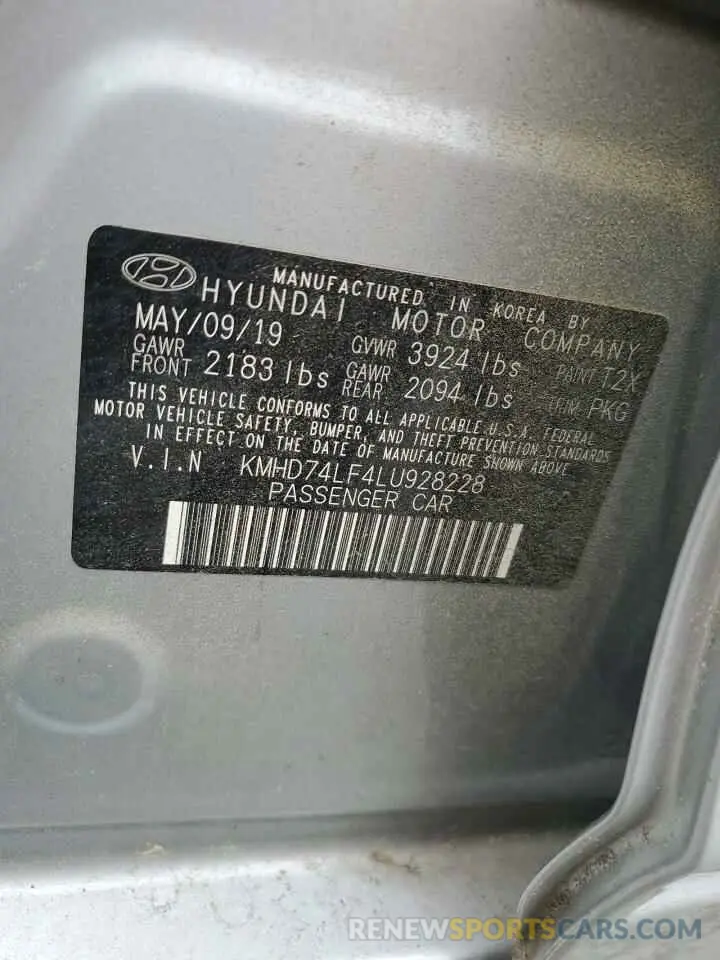 MANUFACTURED IN KOREA BY
HYUNDAI MOTOR COMPANY
MAY/09/19 GVWR 3924 lbs PAINT T2X
GAWR FRONT 2183 lbs GAWR REAR 2094 lbs TRIM PKG
THIS VEHICLE CONFORMS TO ALL APPLICABLE U.S.A. FEDERAL
MOTOR VEHICLE SAFETY, BUMPER, AND THEFT PREVENTION STANDARDS
IN EFFECT ON THE DATE OF MANUFACTURE SHOWN ABOVE
V.I.N KMHD74LF4LU928228
PASSENGER CAR
RENEWSPORTSCARS.COM